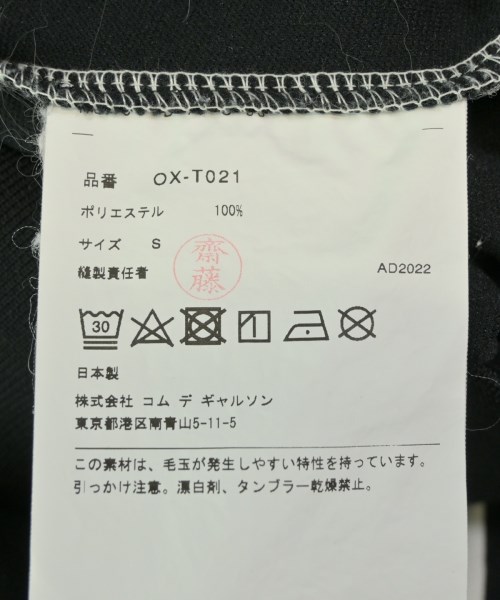 品番 OX-T021
ポリエステル 100%
サイズ S
縫製責任者 齋藤 AD2022
30
日本製
株式会社 コム デ ギャルソン
東京都港区南青山5-11-5
この素材は、毛玉が発生しやすい特性を持っています。
引っかけ注意。漂白剤、タンブラー乾燥禁止。